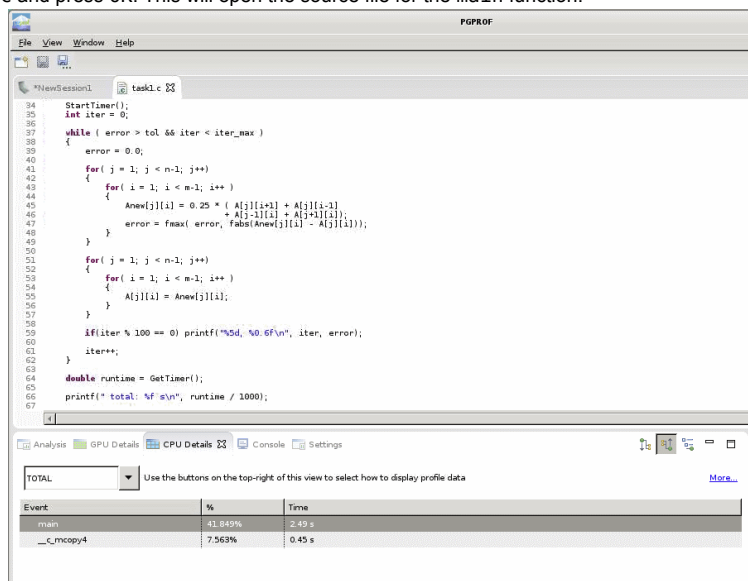 e and press OK. This will open the source file for the main function.
PGPROF
File View Window Help
*NewSession1 task1.c
34 StartTimer();
35 int iter = 0;
36
37 while ( error > tol && iter < iter_max )
38 {
39 error = 0.0;
40
41 for( j = 1; j < n-1; j++)
42 {
43 for( i = 1; i < m-1; i++ )
44 {
45 Anew[j][i] = 0.25 * ( A[j][i+1] + A[j][i-1]
46 + A[j-1][i] + A[j+1][i]);
47 error = fmax( error, fabs(Anew[j][i] - A[j][i]));
48 }
49 }
50
51 for( j = 1; j < n-1; j++)
52 {
53 for( i = 1; i < m-1; i++ )
54 {
55 A[j][i] = Anew[j][i];
56 }
57 }
58
59 if(iter % 100 == 0) printf("%5d, %0.6f\n", iter, error);
60
61 iter++;
62 }
63
64 double runtime = GetTimer();
65
66 printf(" total: %f s\n", runtime / 1000);
67
Analysis GPU Details CPU Details Console Settings
TOTAL Use the buttons on the top-right of this view to select how to display profile data More...
Event % Time
main 41.849% 2.49 s
__c_mcopy4 7.563% 0.45 s